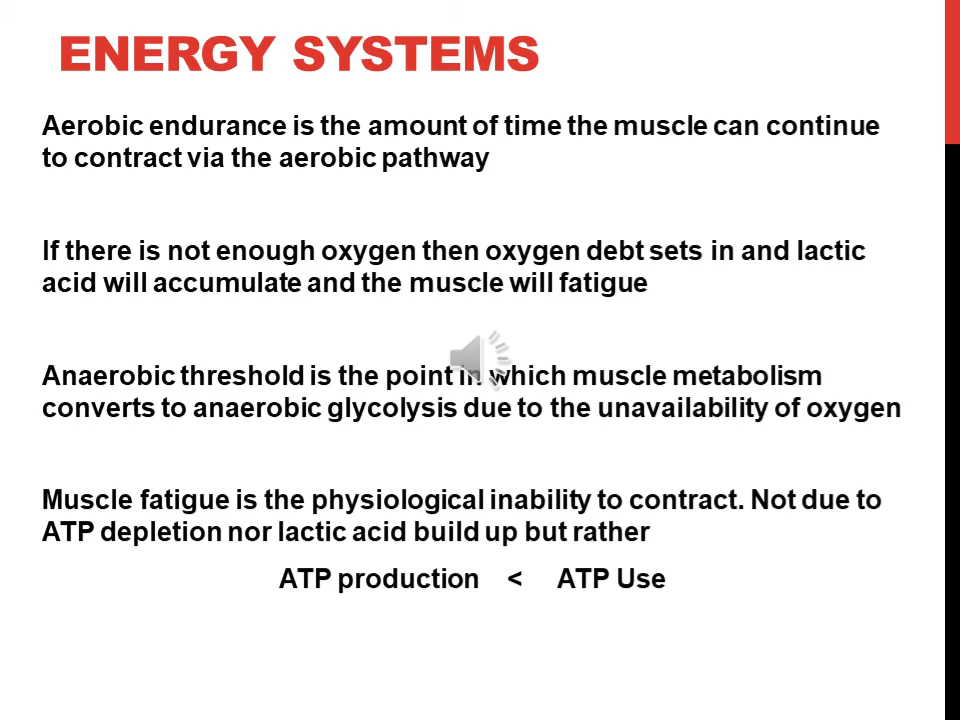 ENERGY SYSTEMS
Aerobic endurance is the amount of time the muscle can continue
to contract via the aerobic pathway
If there is not enough oxygen then oxygen debt sets in and lactic
acid will accumulate and the muscle will fatigue
Anaerobic threshold is the point in which muscle metabolism
converts to anaerobic glycolysis due to the unavailability of oxygen
Muscle fatigue is the physiological inability to contract. Not due to
ATP depletion nor lactic acid build up but rather
ATP production < ATP Use